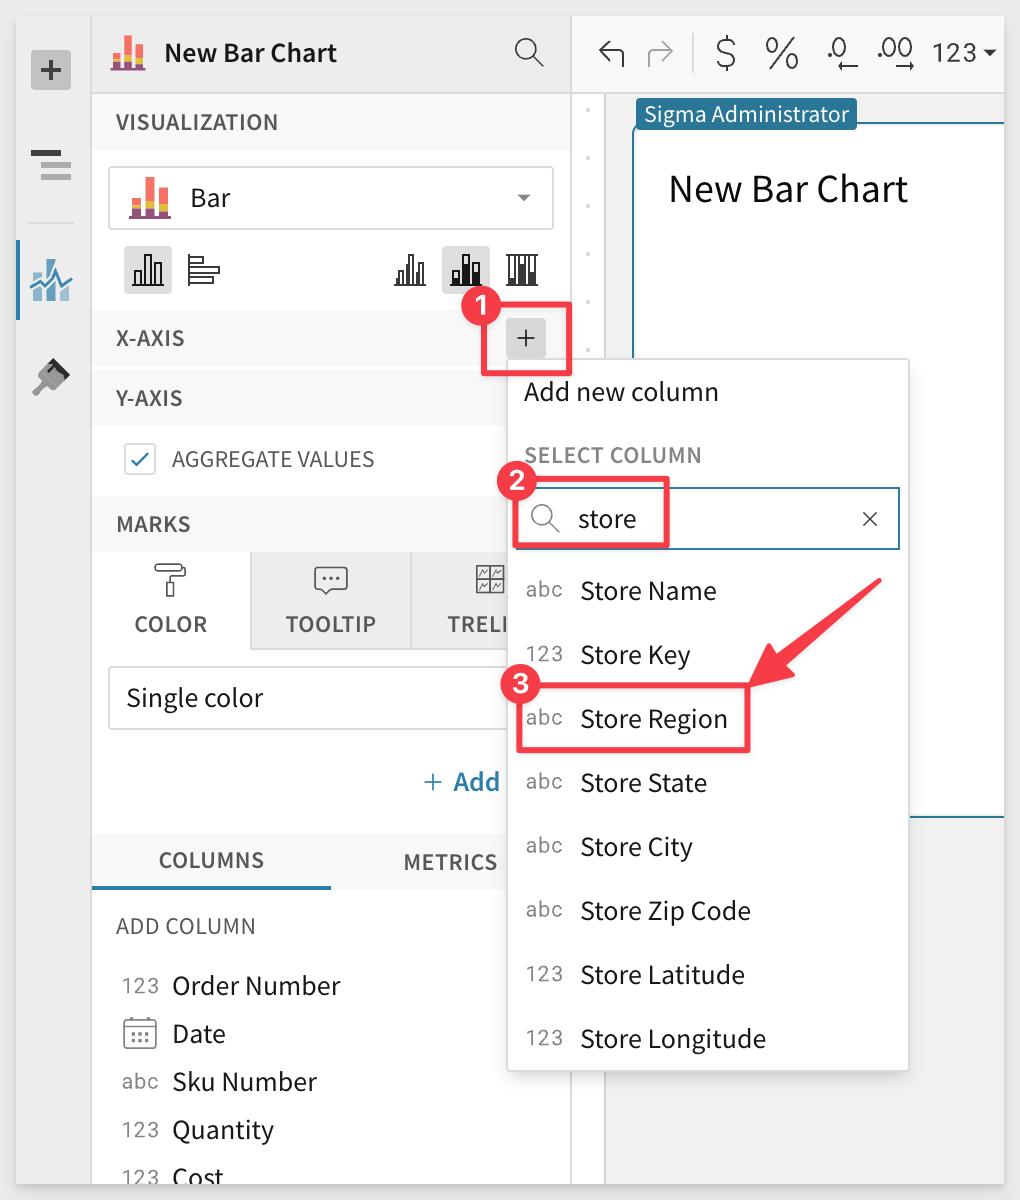 New Bar Chart
$ % .0 .00 123
VISUALIZATION
Sigma Administrator
New Bar Chart
Bar
1
X-AXIS
Y-AXIS
AGGREGATE VALUES
MARKS
COLOR
TOOLTIP
TRELI
Single color
+ Add
Add new column
SELECT COLUMN
2
store
abc Store Name
123 Store Key
3
abc Store Region
abc Store State
abc Store City
abc Store Zip Code
123 Store Latitude
123 Store Longitude
COLUMNS
METRICS
ADD COLUMN
123 Order Number
Date
abc Sku Number
123 Quantity
123 Cost